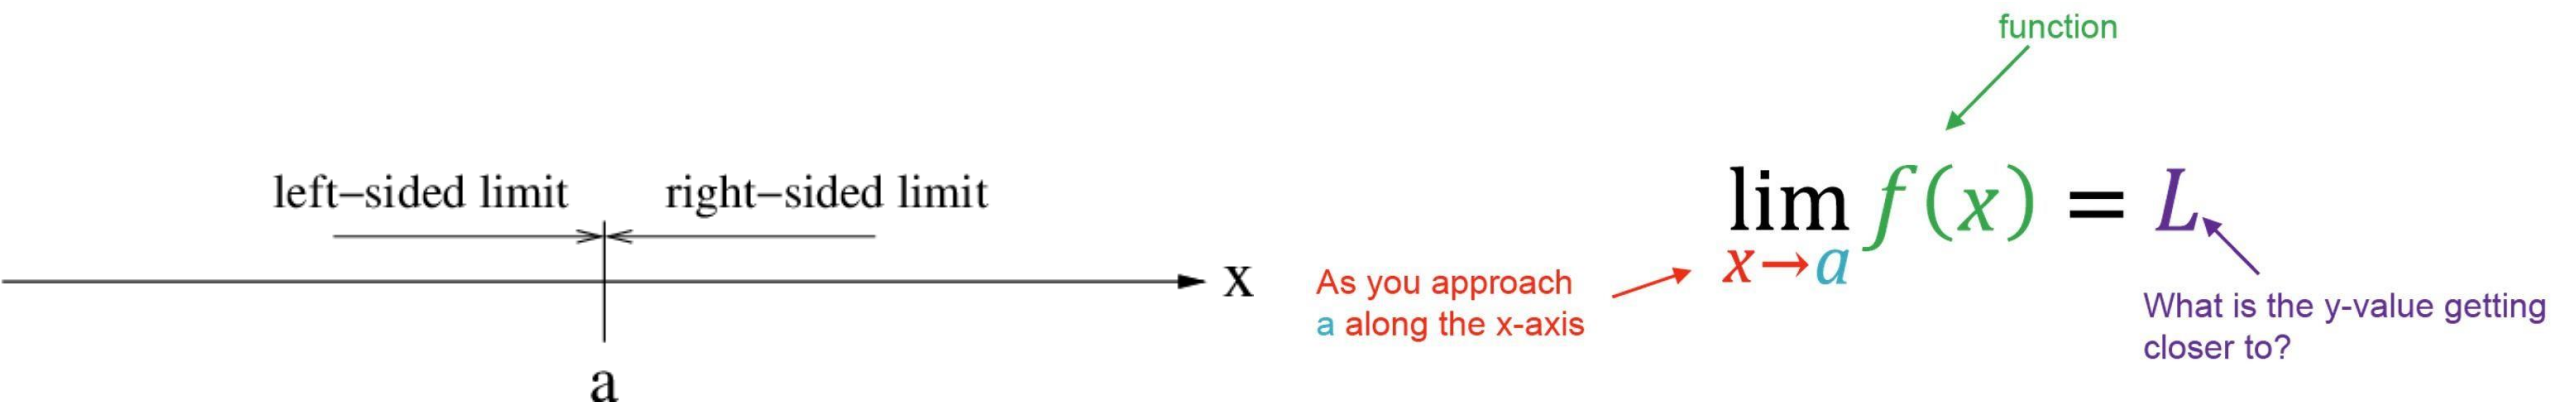 left–sided limit
right–sided limit
x
a
function
lim f(x) = L
x→a
As you approach
a along the x-axis
What is the y-value getting
closer to?